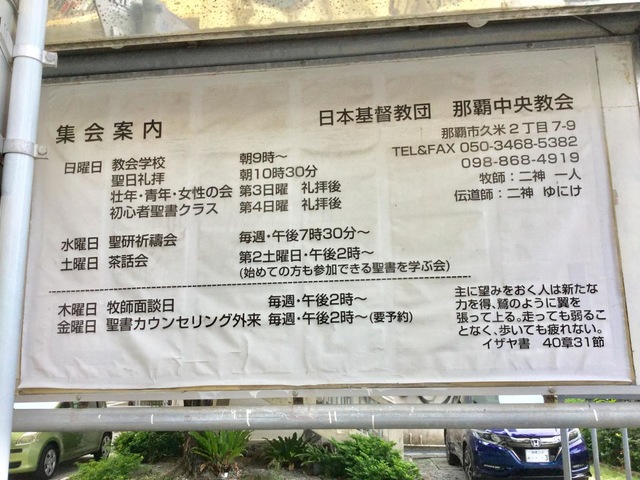 集会案内
日本基督教団 那覇中央教会
那覇市久米2丁目7-9
TEL&FAX 050-3468-5382
098-868-4919
牧師：二神 一人
伝道師：二神 ゆにけ
日曜日 教会学校 朝9時～
聖日礼拝 朝10時30分
壮年・青年・女性の会 第3日曜 礼拝後
初心者聖書クラス 第4日曜 礼拝後
水曜日 聖研祈禱会 毎週・午後7時30分～
土曜日 茶話会 第2土曜日・午後2時～
(始めての方も参加できる聖書を学ぶ会)
木曜日 牧師面談日 毎週・午後2時～
金曜日 聖書カウンセリング外来 毎週・午後2時～(要予約)
主に望みをおく人は新たな
力を得、鷲のように翼を
張って上る。走っても弱るこ
となく、歩いても疲れない。
イザヤ書 40章31節